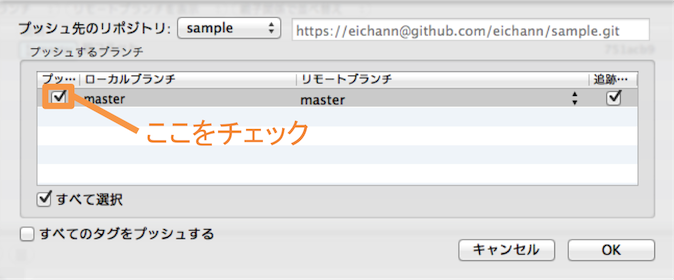 プッシュ先のリポジトリ: sample https://eichann@github.com/eichann/sample.git
プッシュするブランチ
プッ… ローカルブランチ リモートブランチ 追跡…
master master
ここをチェック
すべて選択
すべてのタグをプッシュする
キャンセル OK